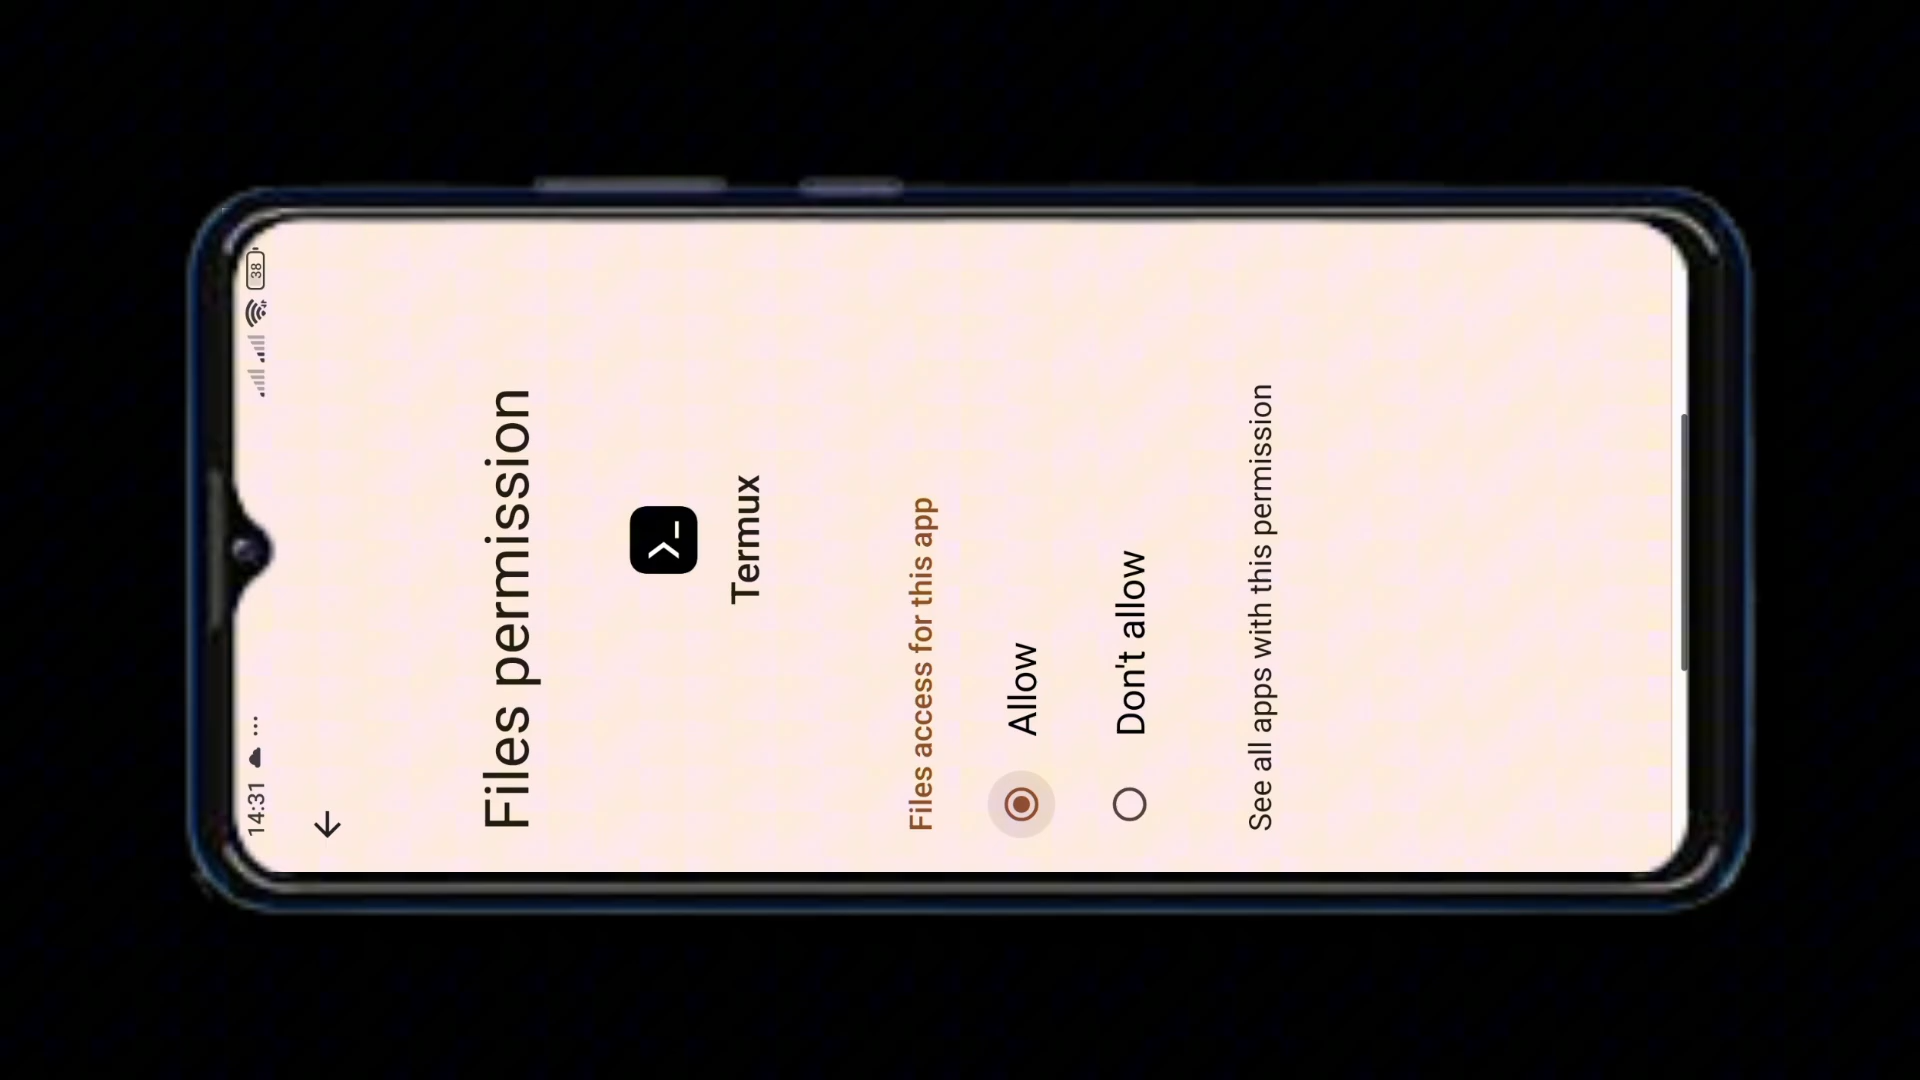 14:31 ... 38
Files permission
Termux
Files access for this app
Allow
Don't allow
See all apps with this permission